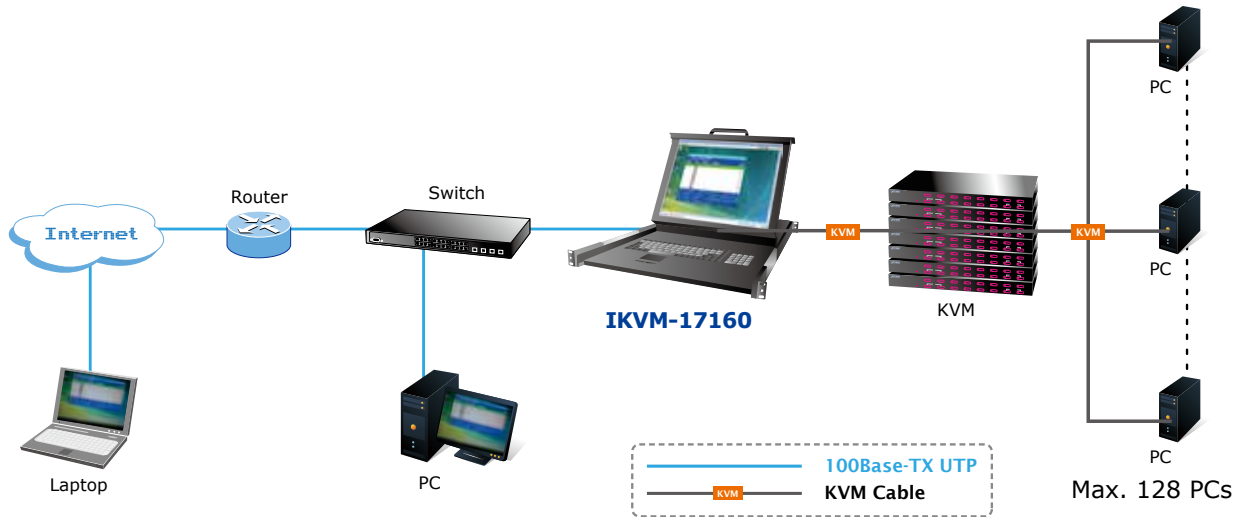 PC
Router
Switch
Internet
KVM
KVM
PC
IKVM-17160
KVM
Laptop
PC
PC
100Base-TX UTP
KVM
KVM Cable
Max. 128 PCs